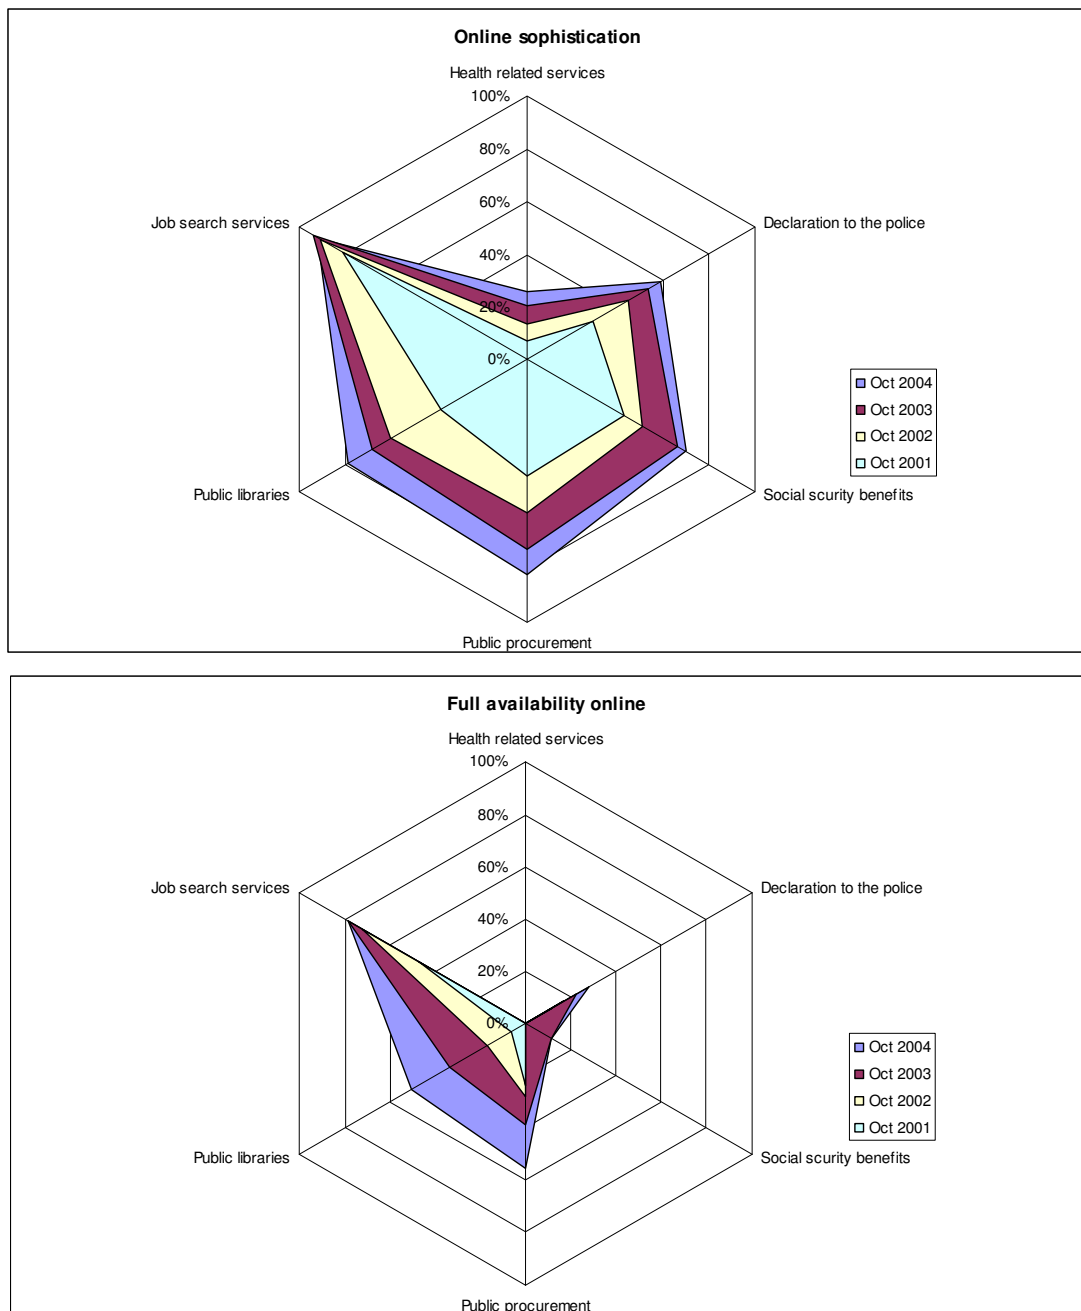 Online sophistication
Health related services
100%
80%
60%
40%
20%
0%
Job search services
Declaration to the police
Public libraries
Social scurity benefits
Public procurement
Oct 2004
Oct 2003
Oct 2002
Oct 2001
Full availability online
Health related services
100%
80%
60%
40%
20%
0%
Job search services
Declaration to the police
Public libraries
Social scurity benefits
Public procurement
Oct 2004
Oct 2003
Oct 2002
Oct 2001